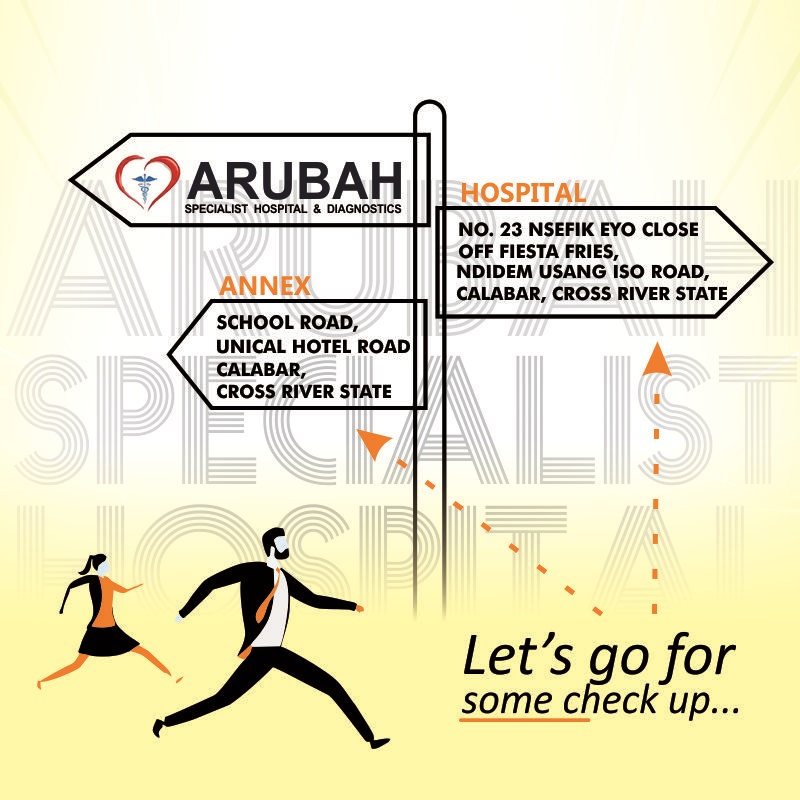 ARUBAH
SPECIALIST HOSPITAL & DIAGNOSTICS
HOSPITAL
NO. 23 NSEFIK EYO CLOSE
OFF FIESTA FRIES,
NDIDEM USANG ISO ROAD,
CALABAR, CROSS RIVER STATE
ANNEX
SCHOOL ROAD,
UNICAL HOTEL ROAD
CALABAR,
CROSS RIVER STATE
ARUBAH
SPECIALIST
HOSPITAL
Let's go for
some check up...